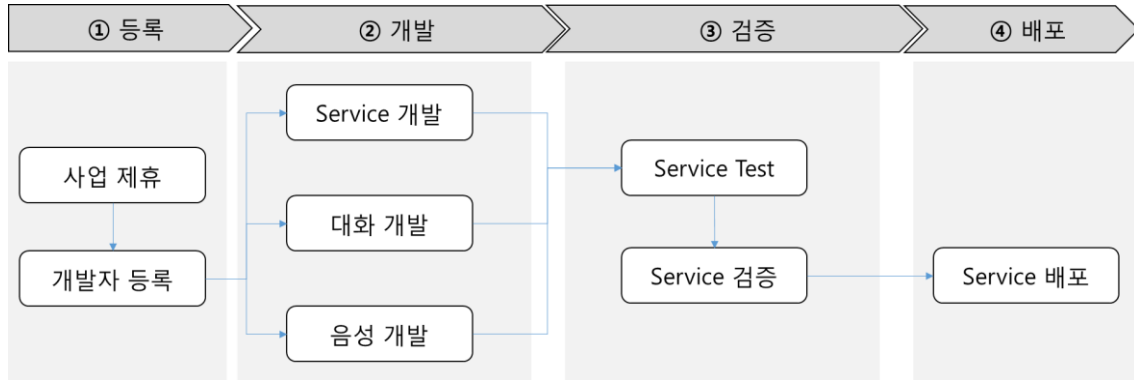 ① 등록
② 개발
③ 검증
④ 배포
사업 제휴
개발자 등록
Service 개발
대화 개발
음성 개발
Service Test
Service 검증
Service 배포